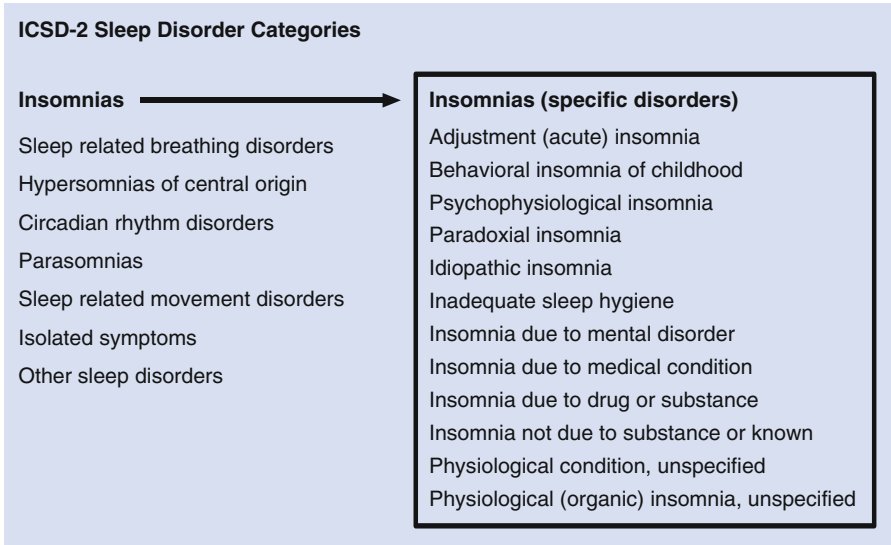 ICSD-2 Sleep Disorder Categories
Insomnias
Sleep related breathing disorders
Hypersomnias of central origin
Circadian rhythm disorders
Parasomnias
Sleep related movement disorders
Isolated symptoms
Other sleep disorders
Insomnias (specific disorders)
Adjustment (acute) insomnia
Behavioral insomnia of childhood
Psychophysiological insomnia
Paradoxial insomnia
Idiopathic insomnia
Inadequate sleep hygiene
Insomnia due to mental disorder
Insomnia due to medical condition
Insomnia due to drug or substance
Insomnia not due to substance or known
Physiological condition, unspecified
Physiological (organic) insomnia, unspecified